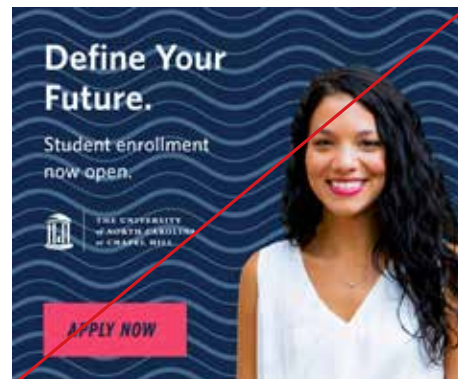 Define Your
Future.
Student enrollment
now open.
THE UNIVERSITY
of NORTH CAROLINA
at CHAPEL HILL
APPLY NOW